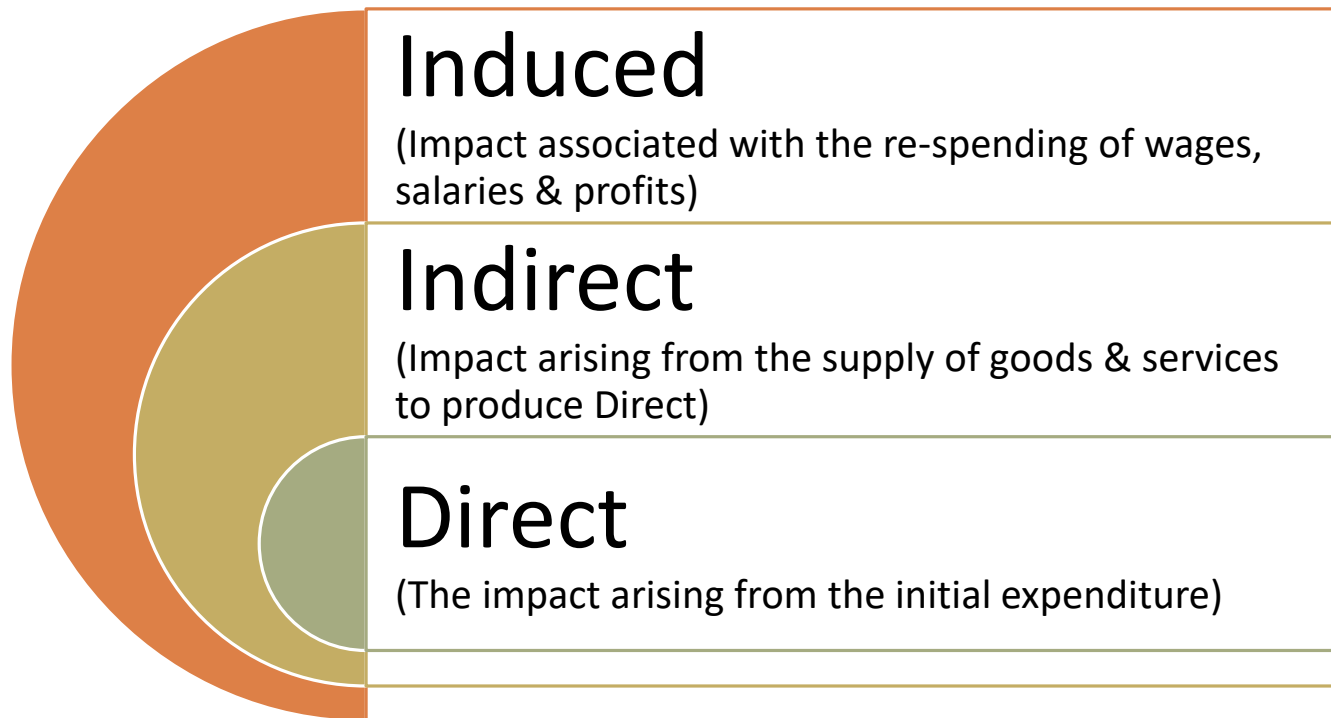 Induced
(Impact associated with the re-spending of wages,
salaries & profits)
Indirect
(Impact arising from the supply of goods & services
to produce Direct)
Direct
(The impact arising from the initial expenditure)